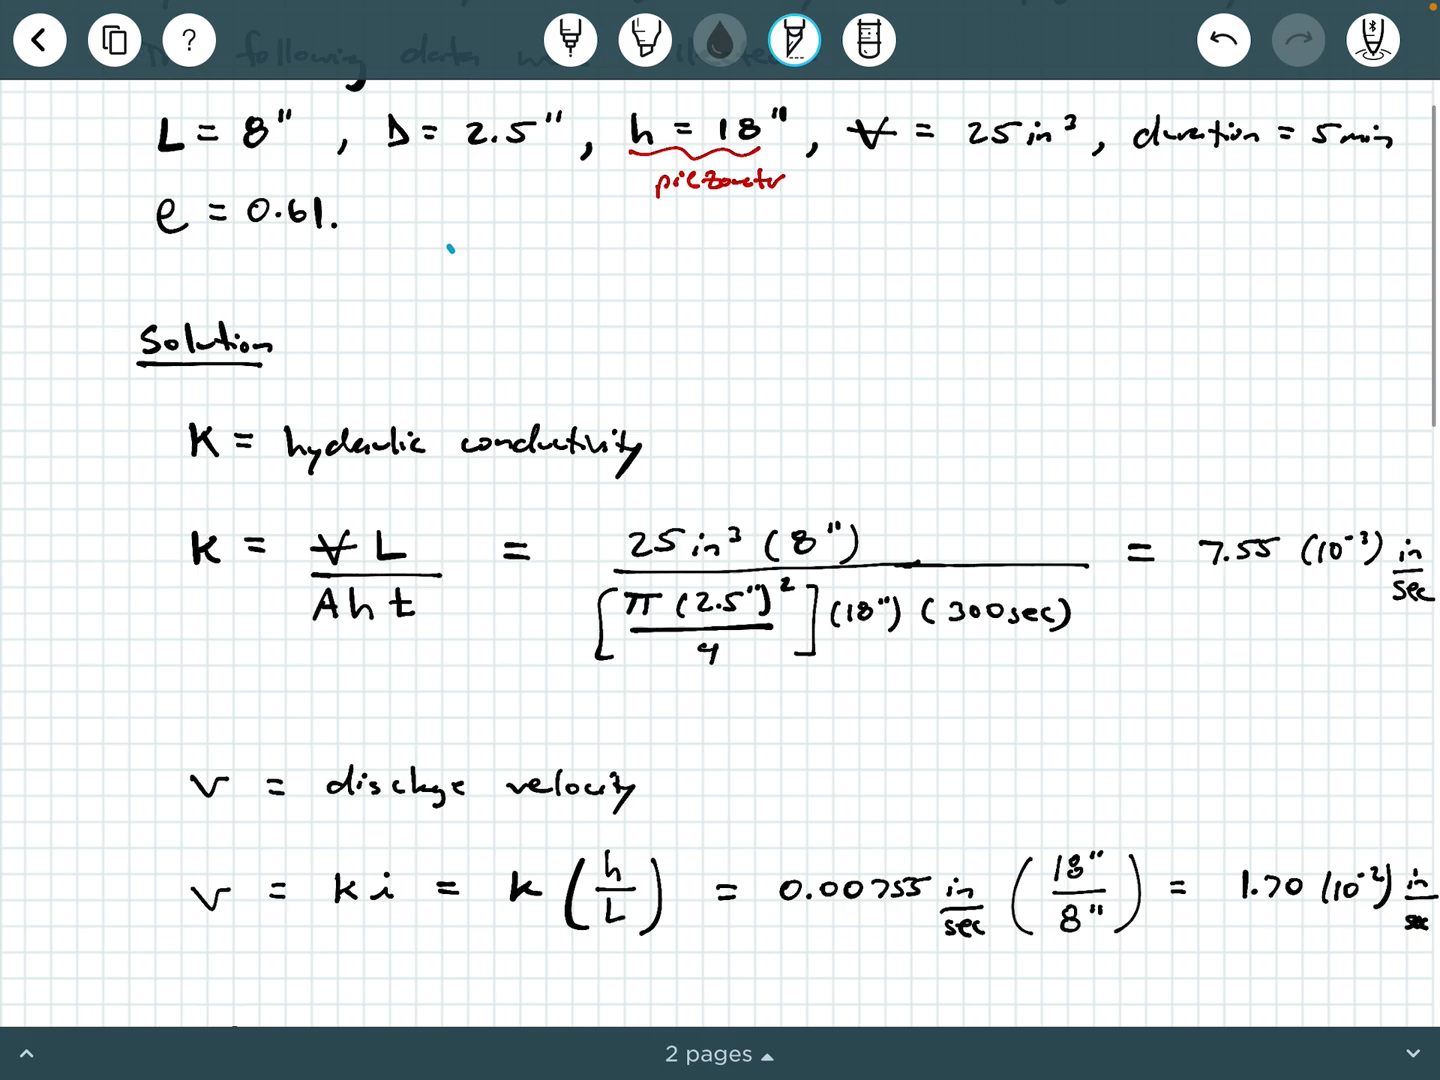 following data
L = 8" , D = 2.5" , h = 18" , V = 25 in³ , duration = 5 min
piezometer
e = 0.61.
Solution
K = hydraulic conductivity
K = V L / A h t = 25 in³ (8") / [π (2.5")² / 4] (18") (300 sec) = 7.55 (10⁻³) in/sec
v = discharge velocity
v = k i = k (h/L) = 0.00755 in/sec (18"/8") = 1.70 (10⁻²) in/sec
2 pages